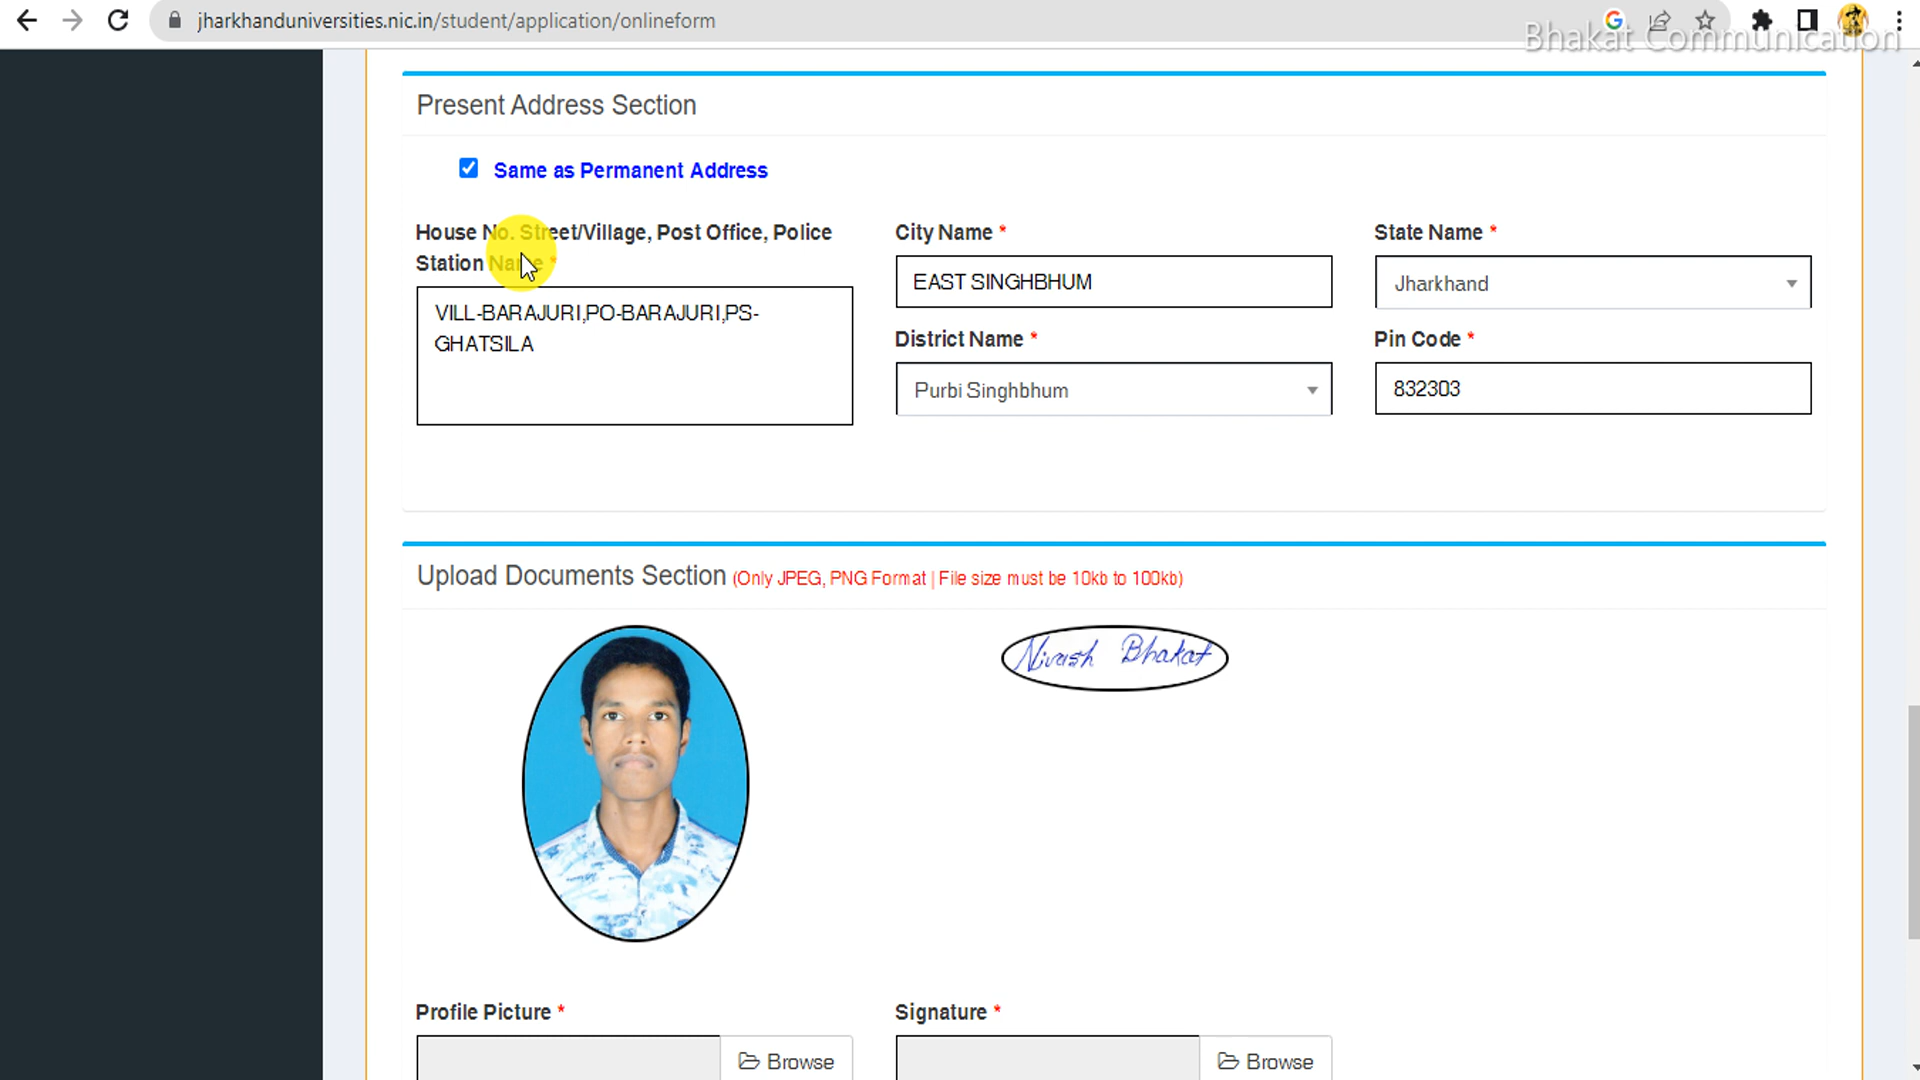 jharkhanduniversities.nic.in/student/application/onlineform
Bhakat Communication
Present Address Section
Same as Permanent Address
House No. Street/Village, Post Office, Police
Station Name *
VILL-BARAJURI,PO-BARAJURI,PS-
GHATSILA
City Name *
EAST SINGHBHUM
State Name *
Jharkhand
District Name *
Purbi Singhbhum
Pin Code *
832303
Upload Documents Section (Only JPEG, PNG Format | File size must be 10kb to 100kb)
Nivash Bhakat
Profile Picture *
Browse
Signature *
Browse